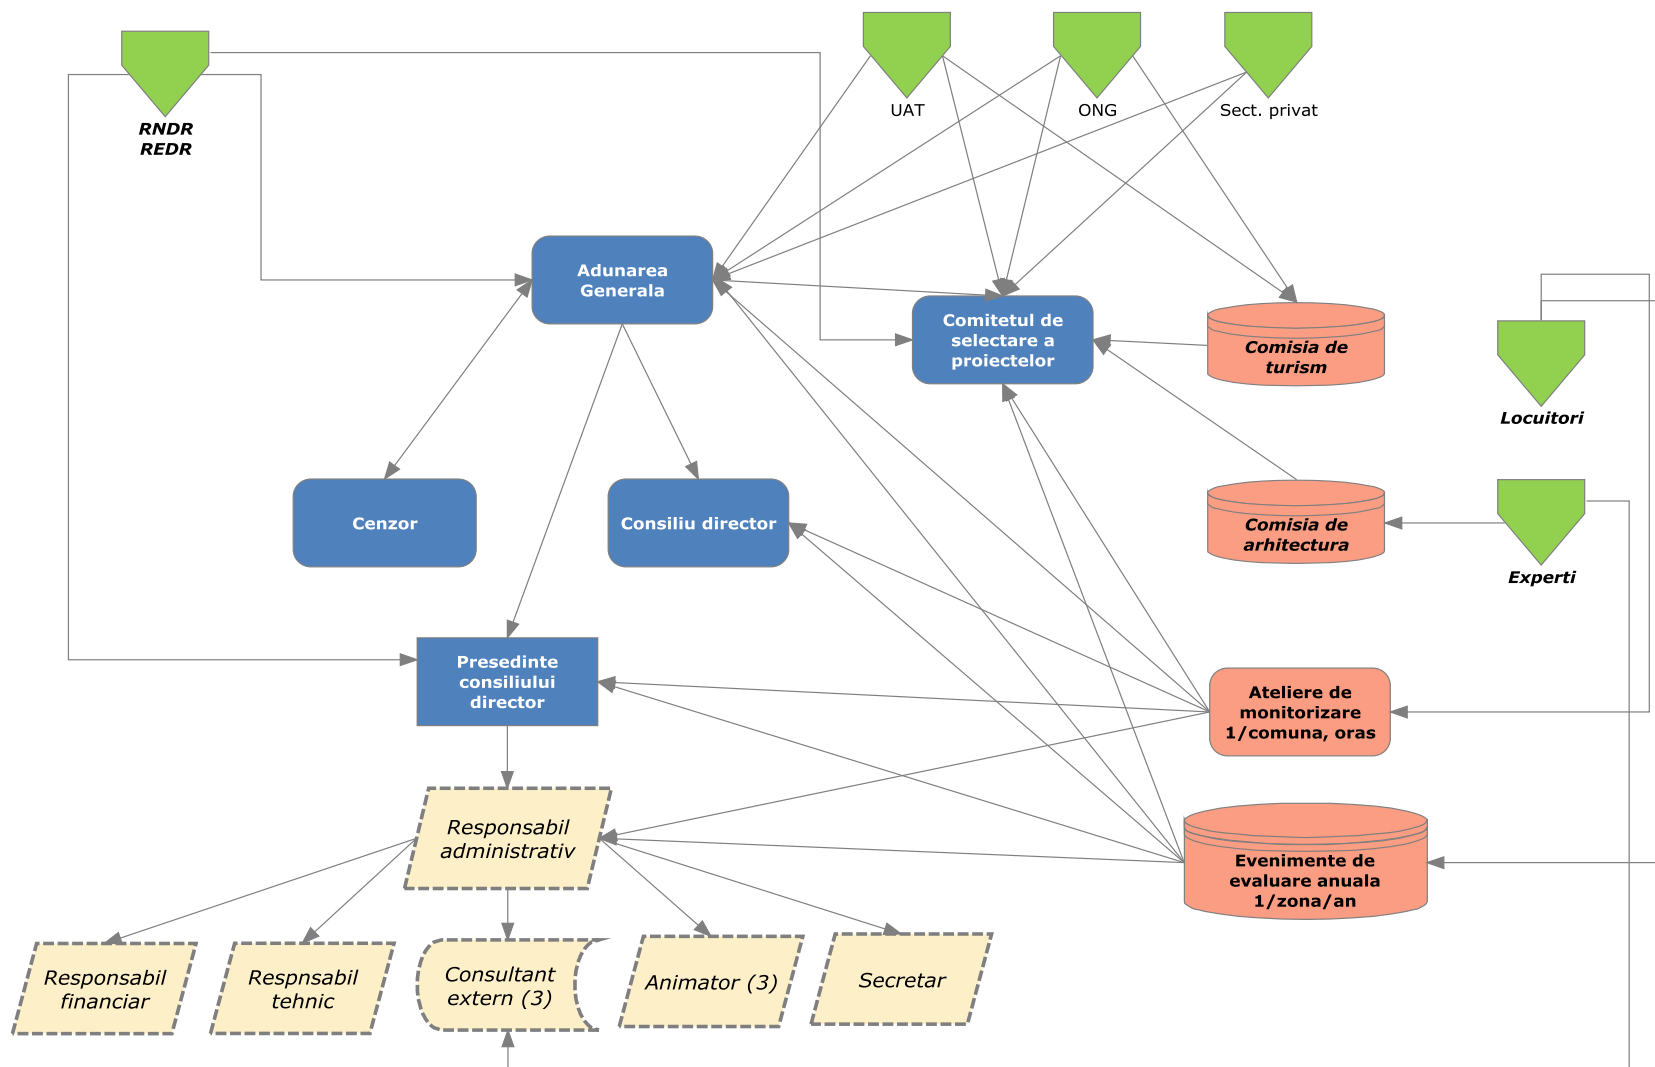 UAT
ONG
Sect. privat
RNDR
REDR
Adunarea
Generala
Comitetul de
selectare a
proiectelor
Comisia de
turism
Locuitori
Cenzor
Consiliu director
Comisia de
arhitectura
Experti
Presedinte
consiliului
director
Ateliere de
monitorizare
1/comuna, oras
Responsabil
administrativ
Evenimente de
evaluare anuala
1/zona/an
Responsabil
financiar
Respnsabil
tehnic
Consultant
extern (3)
Animator (3)
Secretar